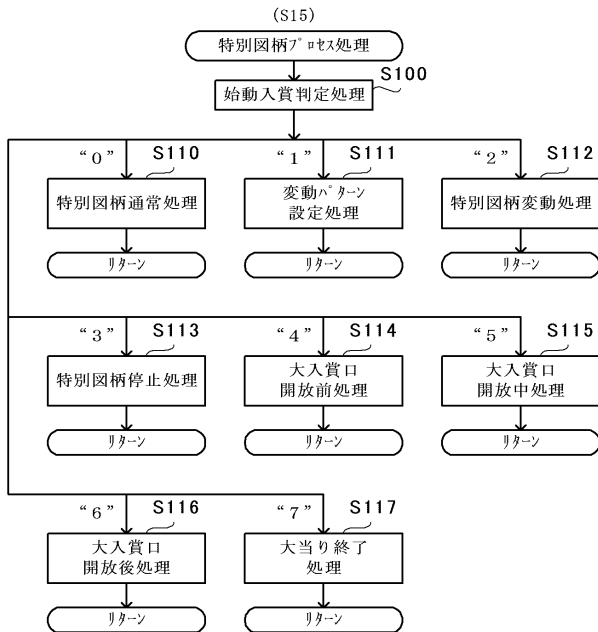 (S15)
特別図柄ﾌﾟﾛｾｽ処理
S100
始動入賞判定処理
“0” S110 “1” S111 “2” S112
特別図柄通常処理
変動ﾊﾟﾀｰﾝ
設定処理
特別図柄変動処理
ﾘﾀｰﾝ ﾘﾀｰﾝ ﾘﾀｰﾝ
“3” S113 “4” S114 “5” S115
特別図柄停止処理
大入賞口
開放前処理
大入賞口
開放中処理
ﾘﾀｰﾝ ﾘﾀｰﾝ ﾘﾀｰﾝ
“6” S116 “7” S117
大入賞口
開放後処理
大当り終了
処理
ﾘﾀｰﾝ ﾘﾀｰﾝ